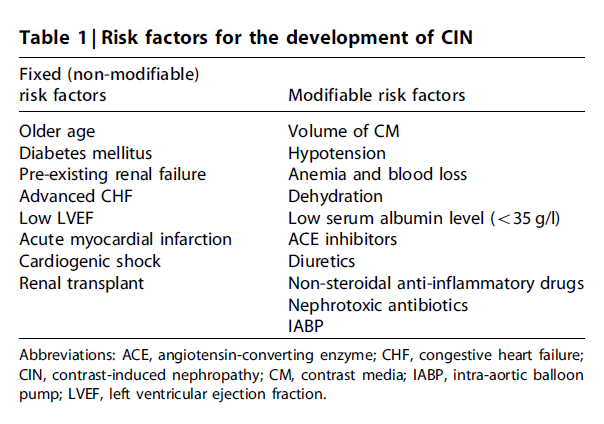 Table 1 | Risk factors for the development of CIN
Fixed (non-modifiable)
risk factors Modifiable risk factors
Older age Volume of CM
Diabetes mellitus Hypotension
Pre-existing renal failure Anemia and blood loss
Advanced CHF Dehydration
Low LVEF Low serum albumin level (<35 g/l)
Acute myocardial infarction ACE inhibitors
Cardiogenic shock Diuretics
Renal transplant Non-steroidal anti-inflammatory drugs
Nephrotoxic antibiotics
IABP
Abbreviations: ACE, angiotensin-converting enzyme; CHF, congestive heart failure;
CIN, contrast-induced nephropathy; CM, contrast media; IABP, intra-aortic balloon
pump; LVEF, left ventricular ejection fraction.